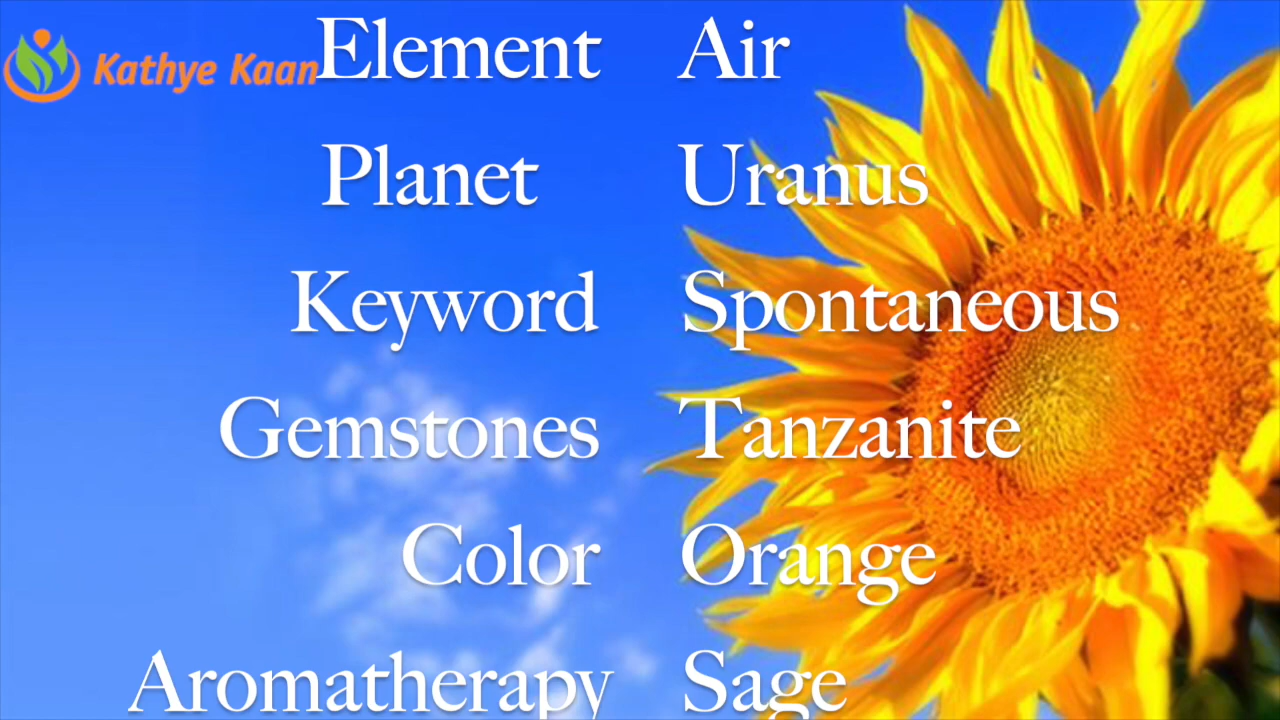 Kathye Kaan
Element Air
Planet Uranus
Keyword Spontaneous
Gemstones Tanzanite
Color Orange
Aromatherapy Sage